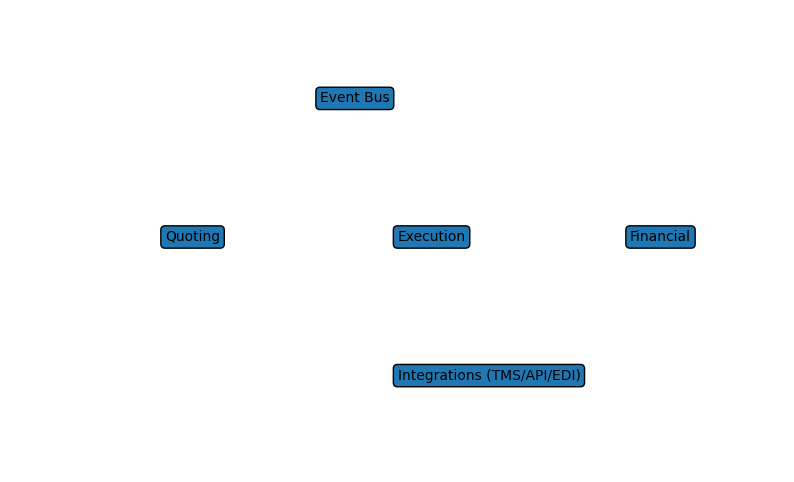 Event Bus
Quoting
Execution
Financial
Integrations (TMS/API/EDI)